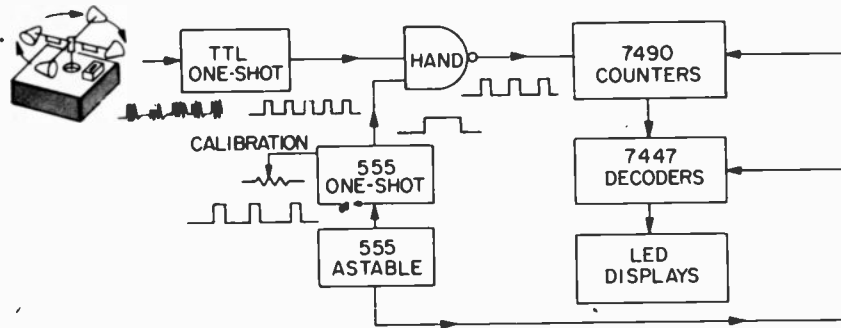 TTL
ONE-SHOT
HAND
7490
COUNTERS
CALIBRATION
555
ONE-SHOT
7447
DECODERS
555
ASTABLE
LED
DISPLAYS